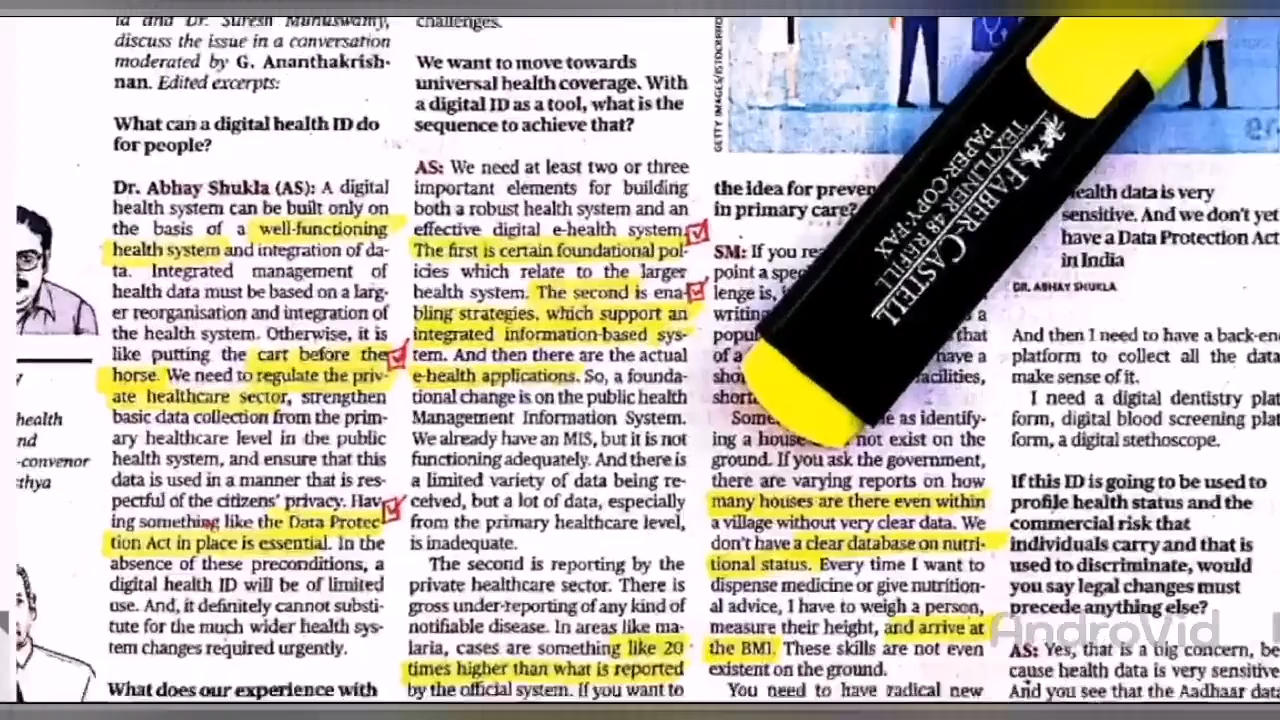 ia and Dr. Suresh Munuswamy,
discuss the issue in a conversation
moderated by G. Ananthakrish-
nan. Edited excerpts:
What can a digital health ID do
for people?
Dr. Abhay Shukla (AS): A digital
health system can be built only on
the basis of a well-functioning
health system and integration of da-
ta. Integrated management of
health data must be based on a larg-
er reorganisation and integration of
the health system. Otherwise, it is
like putting the cart before the
horse. We need to regulate the priv-
ate healthcare sector, strengthen
basic data collection from the prim-
ary healthcare level in the public
health system, and ensure that this
data is used in a manner that is res-
pectful of the citizens' privacy. Hav-
ing something like the Data Protec-
tion Act in place is essential. In the
absence of these preconditions, a
digital health ID will be of limited
use. And, it definitely cannot substi-
tute for the much wider health sys-
tem changes required urgently.
What does our experience with
health
nd
-convenor
thya
challenges.
We want to move towards
universal health coverage. With
a digital ID as a tool, what is the
sequence to achieve that?
AS: We need at least two or three
important elements for building
both a robust health system and an
effective digital e-health system.
The first is certain foundational pol-
icies which relate to the larger
health system. The second is ena-
bling strategies, which support an
integrated information-based sys-
tem. And then there are the actual
e-health applications. So, a founda-
tional change is on the public health
Management Information System.
We already have an MIS, but it is not
functioning adequately. And there is
a limited variety of data being re-
ceived, but a lot of data, especially
from the primary healthcare level,
is inadequate.
The second is reporting by the
private healthcare sector. There is
gross under-reporting of any kind of
notifiable disease. In areas like ma-
laria, cases are something like 20
times higher than what is reported
by the official system. If you want to
GETTY IMAGES/ISTOCKPHOTO
the idea for preven
in primary care?
SM: If you re
point a spec
lenge is,
writing a
popu that
of a have a
sho acilities,
short
Some e as identify-
ing a house not exist on the
ground. If you ask the government,
there are varying reports on how
many houses are there even within
a village without very clear data. We
don't have a clear database on nutri-
tional status. Every time I want to
dispense medicine or give nutrition-
al advice, I have to weigh a person,
measure their height, and arrive at
the BMI. These skills are not even
existent on the ground.
You need to have radical new
FABER-CASTELL
TEXTLINER 48 REFILL
PAPER·COPY·FAX
ealth data is very
sensitive. And we don't yet
have a Data Protection Act
in India
DR. ABHAY SHUKLA
And then I need to have a back-en
platform to collect all the data
make sense of it.
I need a digital dentistry plat
form, digital blood screening plat
form, a digital stethoscope.
If this ID is going to be used to
profile health status and the
commercial risk that
individuals carry and that is
used to discriminate, would
you say legal changes must
precede anything else?
AS: Yes, that is a big concern, be
cause health data is very sensitive
And you see that the Aadhaar data
AndroVid